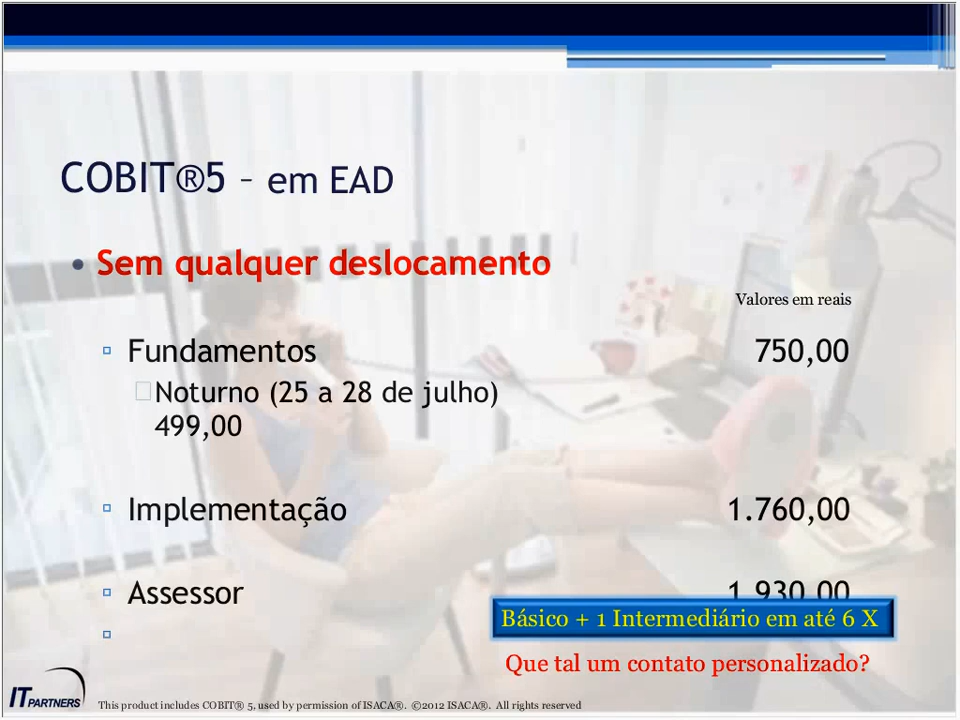 COBIT®5 – em EAD
• Sem qualquer deslocamento
Valores em reais
Fundamentos 750,00
Noturno (25 a 28 de julho)
499,00
Implementação 1.760,00
Assessor 1.930,00
Básico + 1 Intermediário em até 6 X
Que tal um contato personalizado?
IT PARTNERS
This product includes COBIT® 5, used by permission of ISACA®. ©2012 ISACA®. All rights reserved